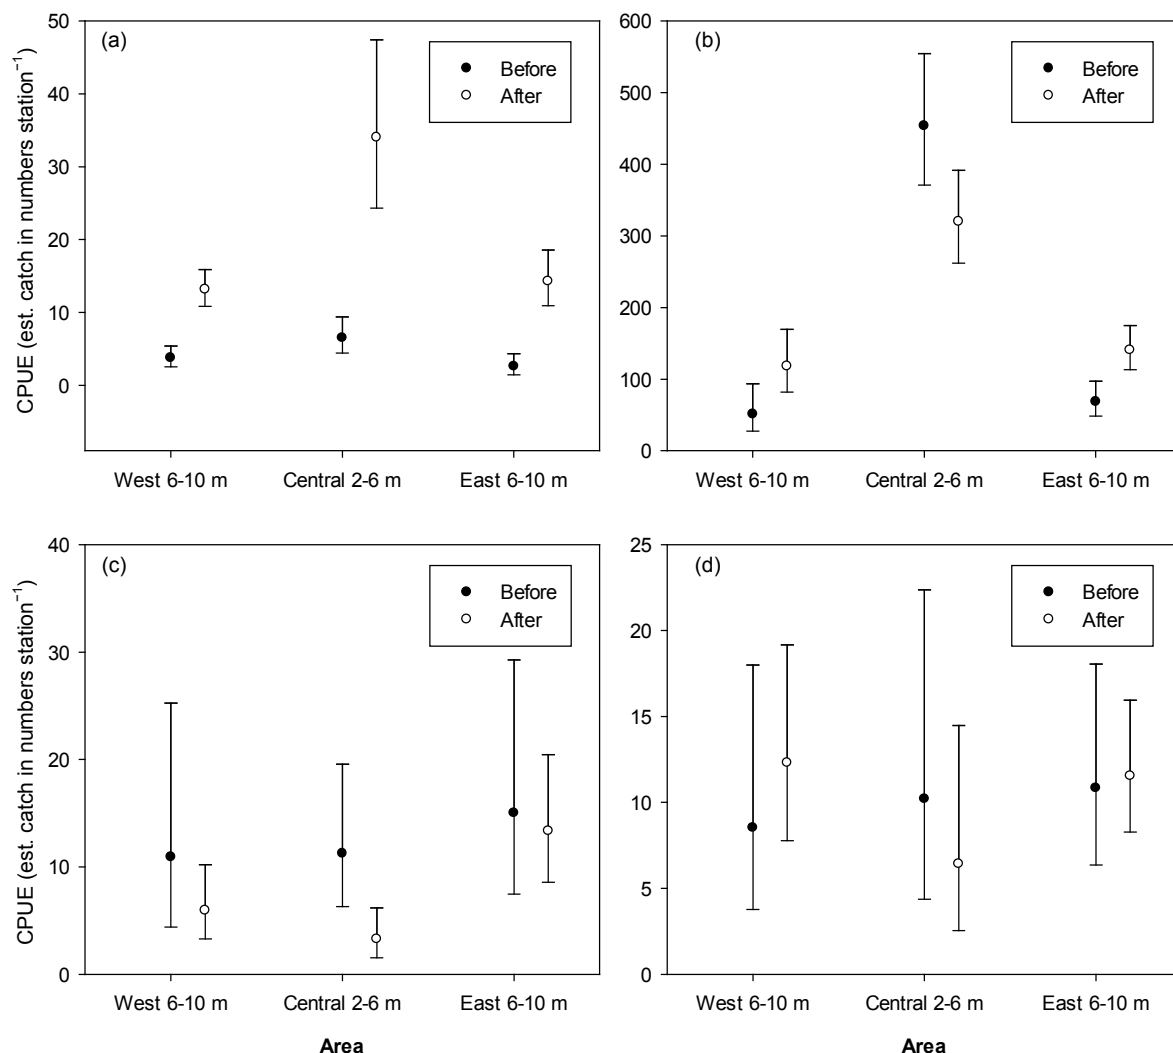 (a)
Before
After
CPUE (est. catch in numbers station⁻¹)
50
40
30
20
10
0
West 6-10 m
Central 2-6 m
East 6-10 m
(b)
Before
After
600
500
400
300
200
100
0
West 6-10 m
Central 2-6 m
East 6-10 m
(c)
Before
After
CPUE (est. catch in numbers station⁻¹)
40
30
20
10
0
West 6-10 m
Central 2-6 m
East 6-10 m
Area
(d)
Before
After
25
20
15
10
5
0
West 6-10 m
Central 2-6 m
East 6-10 m
Area